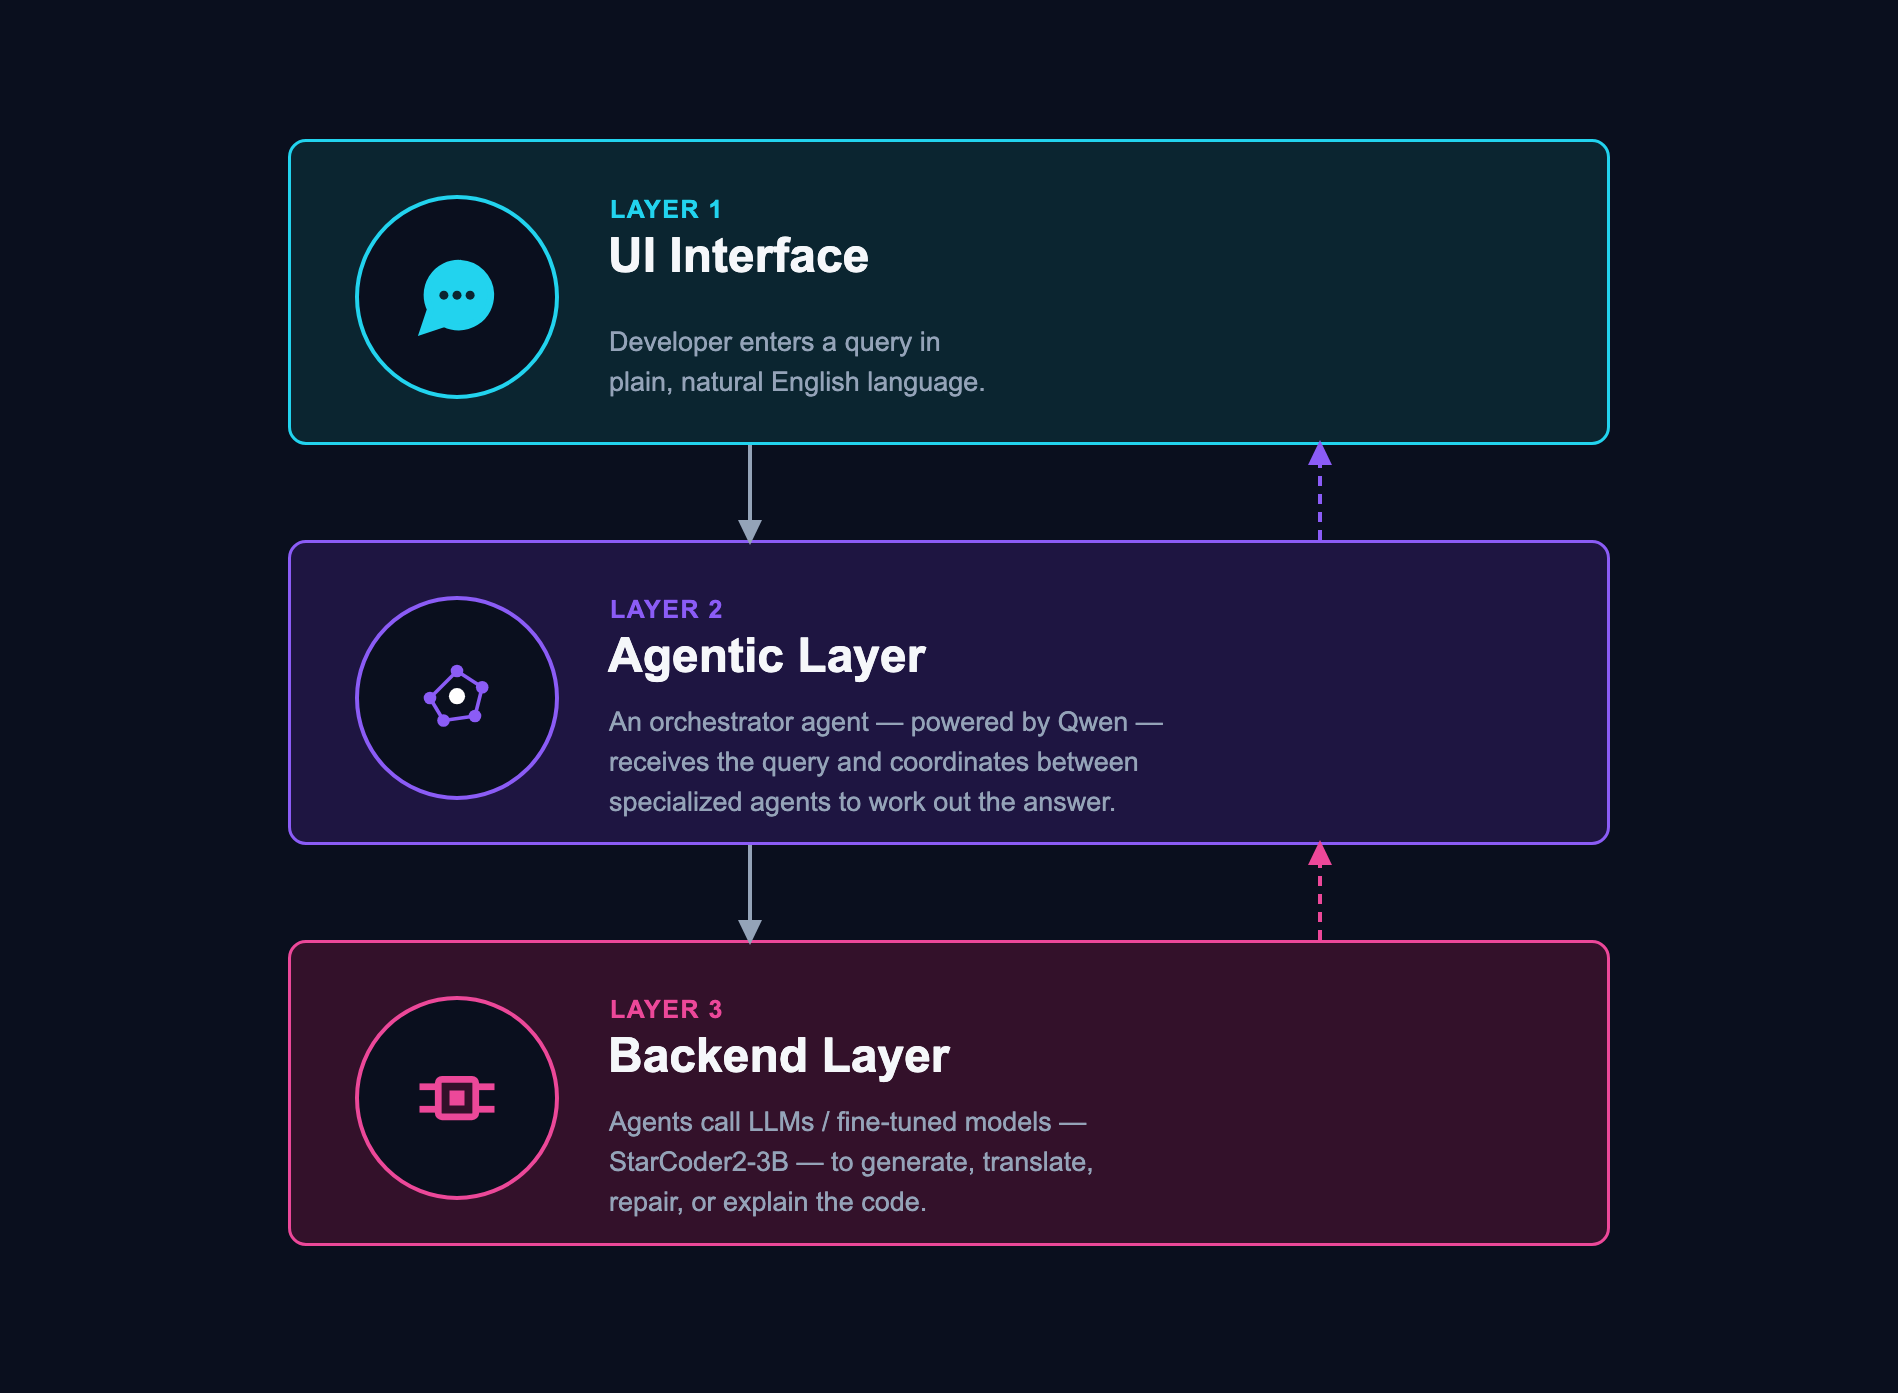 LAYER 1
UI Interface
Developer enters a query in
plain, natural English language.
LAYER 2
Agentic Layer
An orchestrator agent — powered by Qwen —
receives the query and coordinates between
specialized agents to work out the answer.
LAYER 3
Backend Layer
Agents call LLMs / fine-tuned models —
StarCoder2-3B — to generate, translate,
repair, or explain the code.